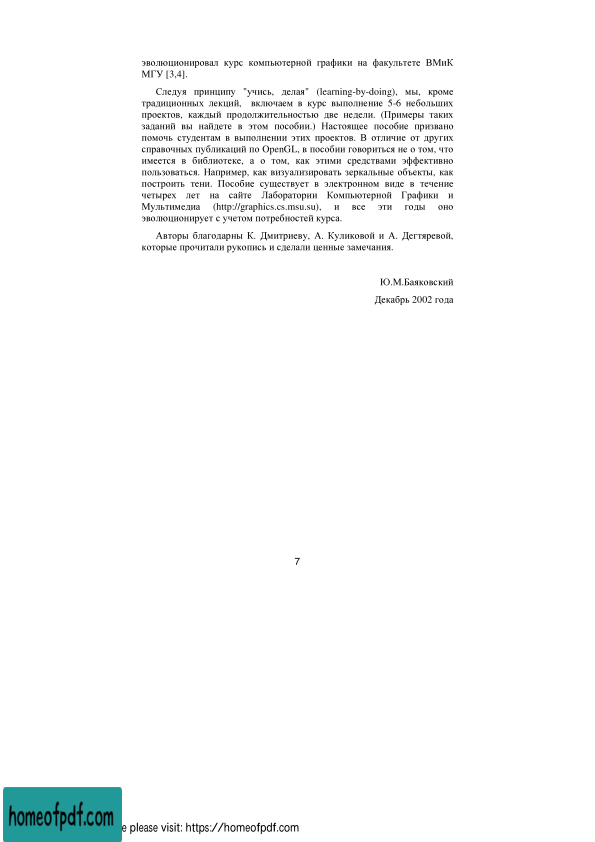 эволюционировал курс компьютерной графики на факультете ВМиК
МГУ [3,4].
Следуя принципу "учись, делая" (learning-by-doing), мы, кроме
традиционных лекций, включаем в курс выполнение 5-6 небольших
проектов, каждый продолжительностью две недели. (Примеры таких
заданий вы найдете в этом пособии.) Настоящее пособие призвано
помочь студентам в выполнении этих проектов. В отличие от других
справочных публикаций по OpenGL, в пособии говориться не о том, что
имеется в библиотеке, а о том, как этими средствами эффективно
пользоваться. Например, как визуализировать зеркальные объекты, как
построить тени. Пособие существует в электронном виде в течение
четырех лет на сайте Лаборатории Компьютерной Графики и
Мультимедиа (http://graphics.cs.msu.su), и все эти годы оно
эволюционирует с учетом потребностей курса.
Авторы благодарны К. Дмитриеву, А. Куликовой и А. Дегтяревой,
которые прочитали рукопись и сделали ценные замечания.
Ю.М.Баяковский
Декабрь 2002 года
7
homeofpdf.com
e please visit: https://homeofpdf.com